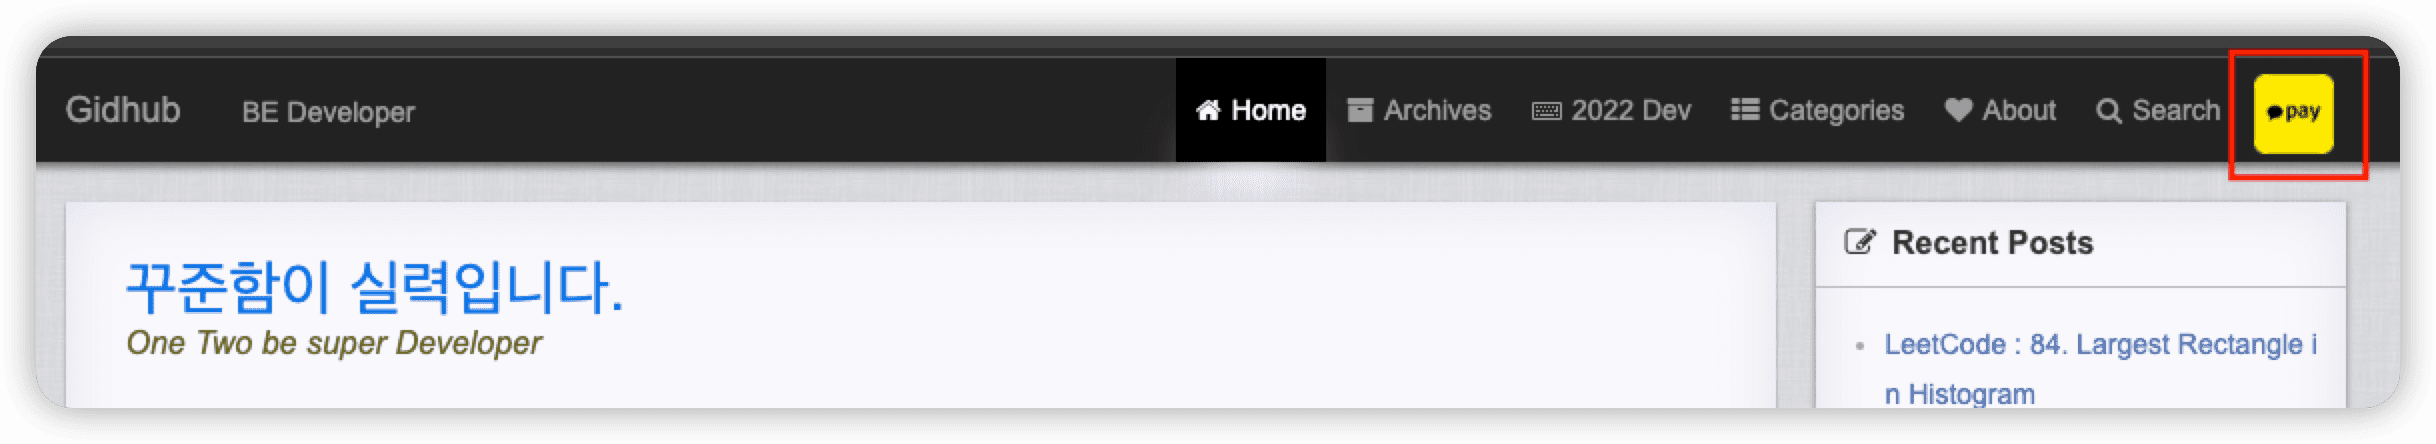 Gidhub BE Developer Home Archives 2022 Dev Categories About Search pay
꾸준함이 실력입니다.
One Two be super Developer
Recent Posts
LeetCode : 84. Largest Rectangle i
n Histogram